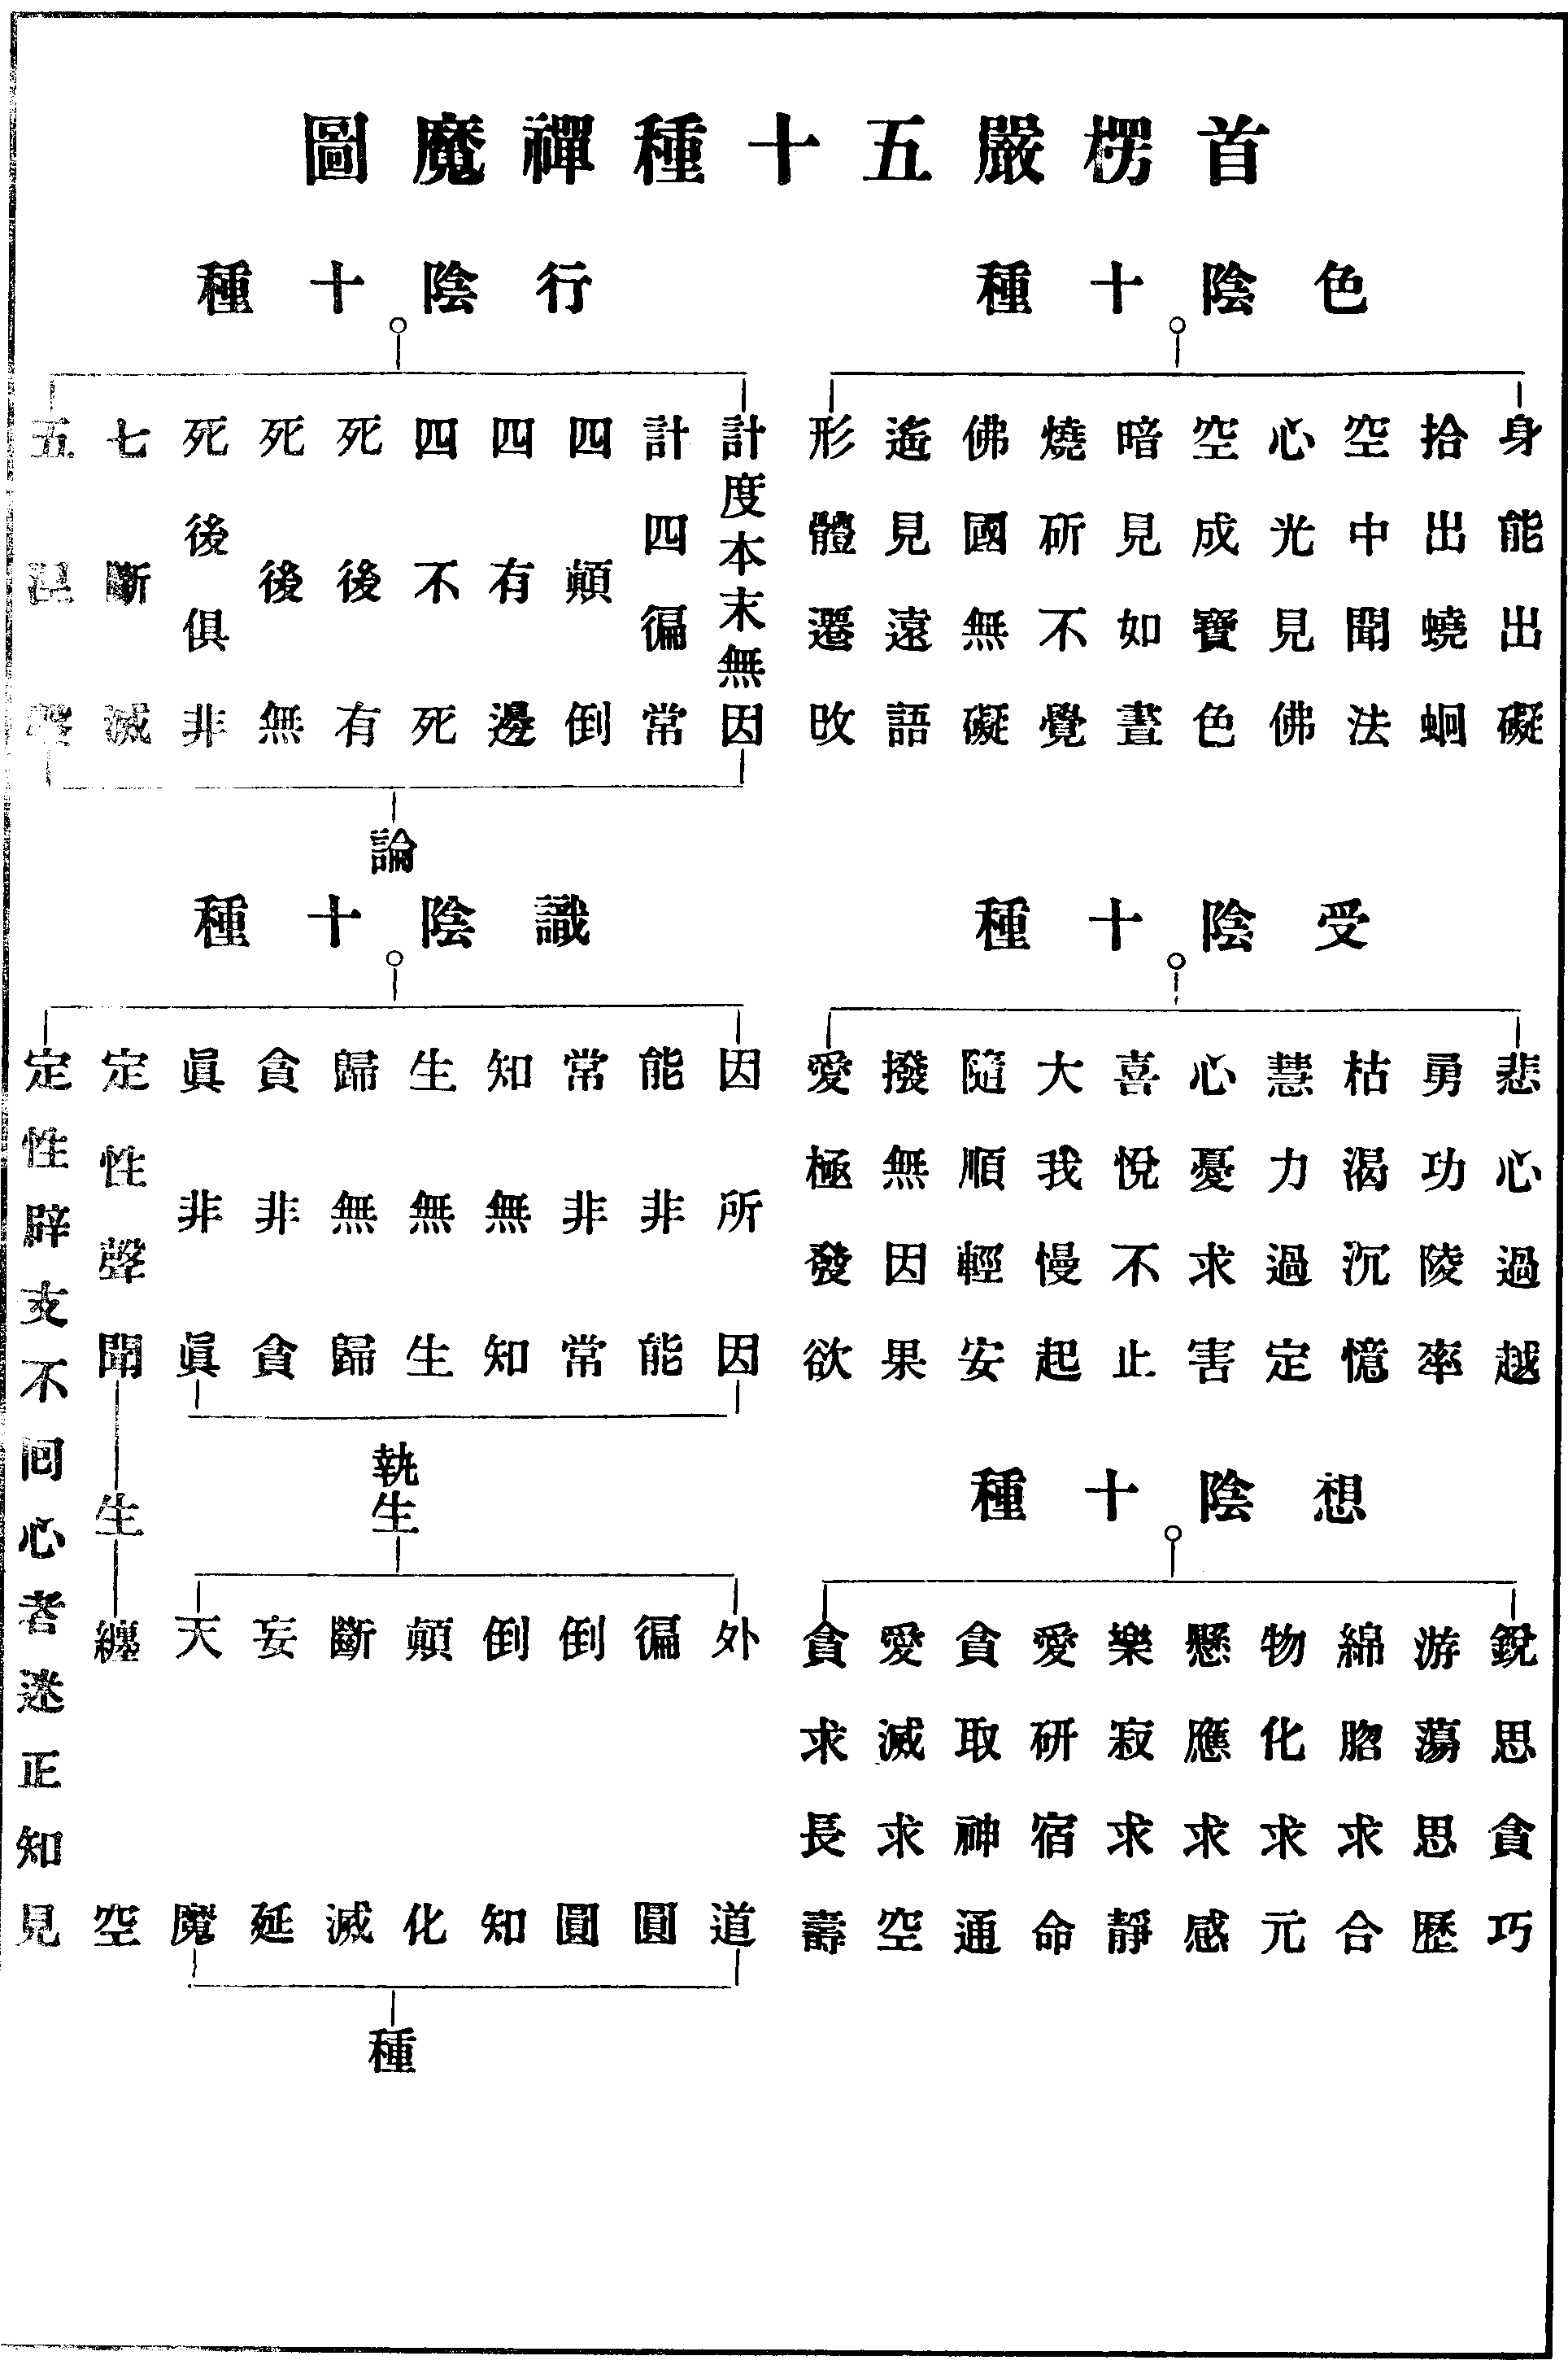 首楞嚴五十種禪魔圖
色陰十種
身能出礙
拾出蟯蛔
空中聞法
心光見佛
空成寶色
暗見如晝
燒斫不覺
佛國無礙
遙見遠語
形體遷改
受陰十種
悲心過越
勇功陵率
枯渴沉憶
慧力過定
心憂求害
喜悅不止
大我慢起
隨順輕安
撥無因果
愛極發欲
想陰十種
銳思貪巧
游蕩思歷
綿䐇求合
物化求元
懸應求感
樂寂求靜
愛研宿命
貪取神通
愛滅求空
貪求長壽
行陰十種
計度本末無因
計四徧常
四顛倒
四有邊
四不死
死後有
死後無
死後俱非
七斷滅
五涅槃
論
識陰十種
因所因
能非能
常非常
知無知
生無生
歸無歸
貪非貪
眞非眞
執生
外道
徧圓
倒圓
倒知
顛化
斷滅
妄延
天魔
種
定性聲聞
生
纏空
定性辟支不回心者迷正知見